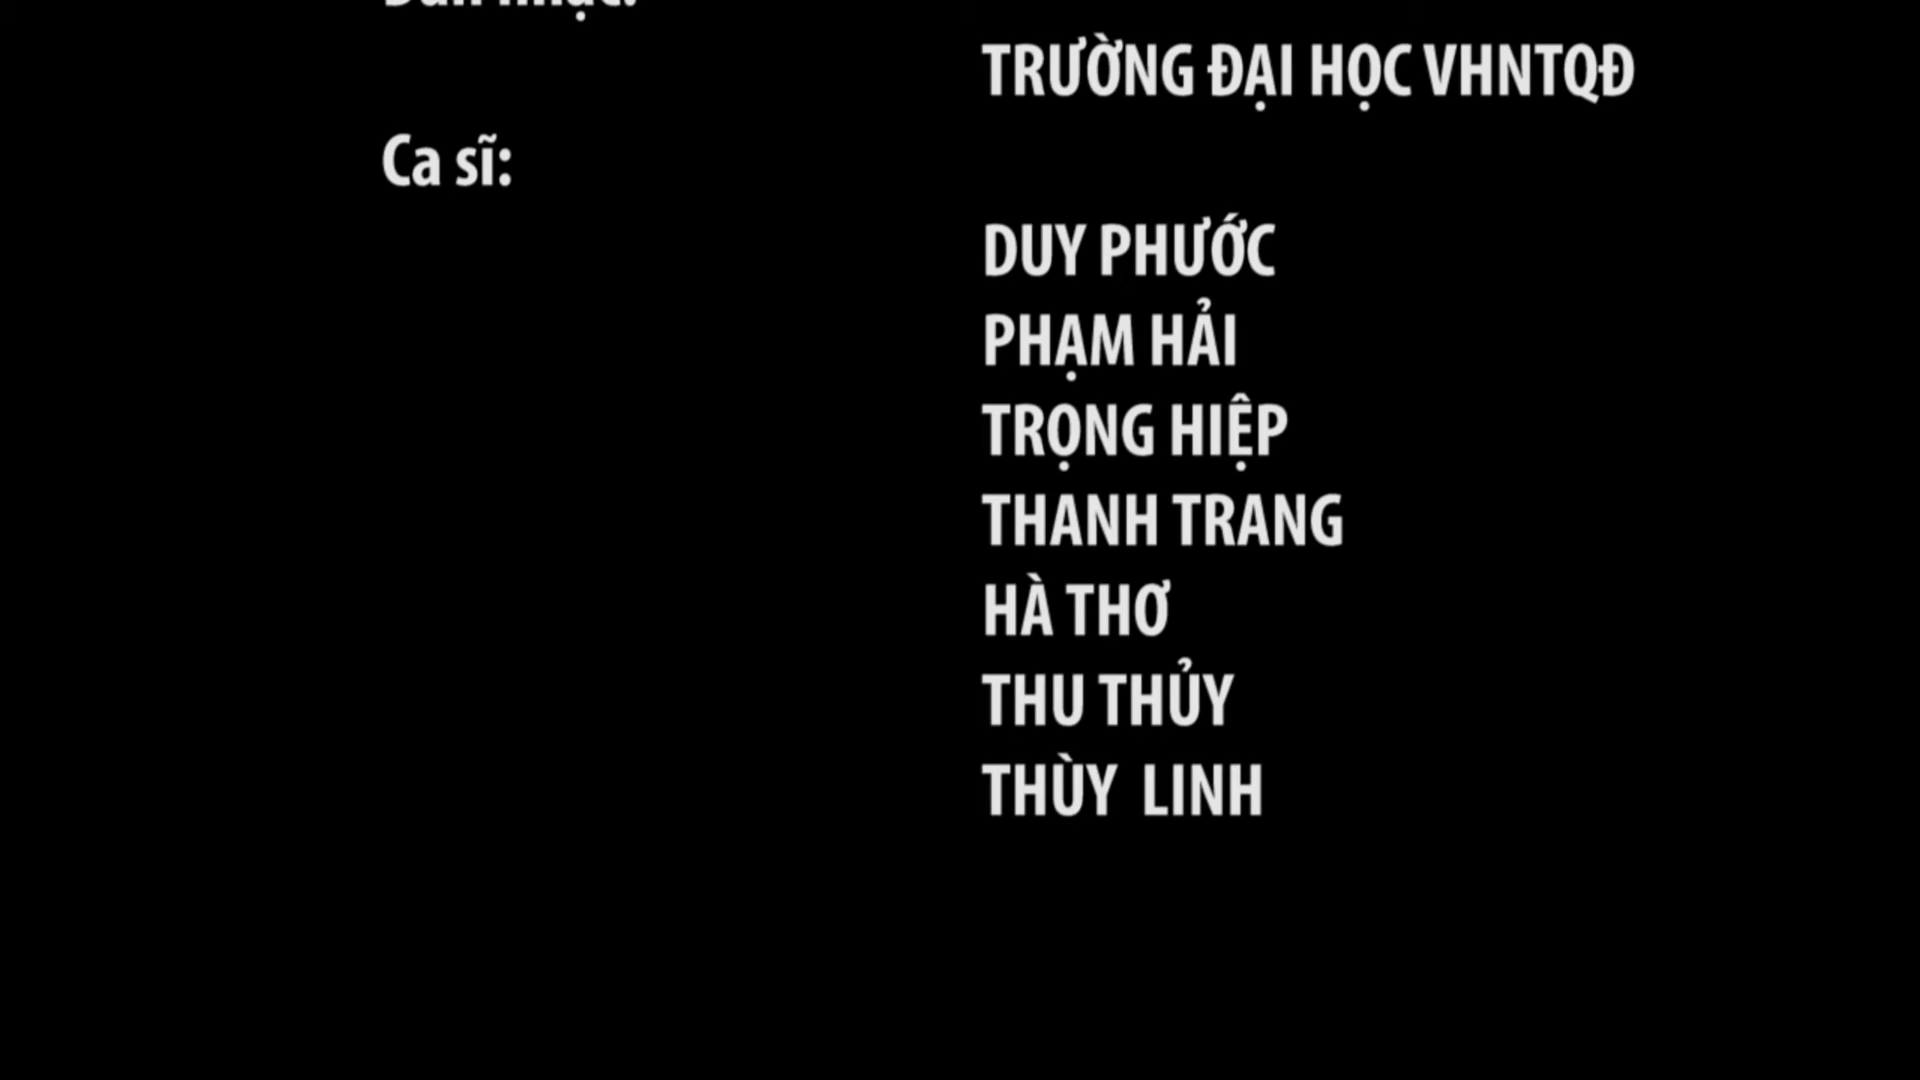 TRƯỜNG ĐẠI HỌC VHNTQĐ
Ca sĩ:
DUY PHƯỚC
PHẠM HẢI
TRỌNG HIỆP
THANH TRANG
HÀ THƠ
THU THỦY
THÙY LINH